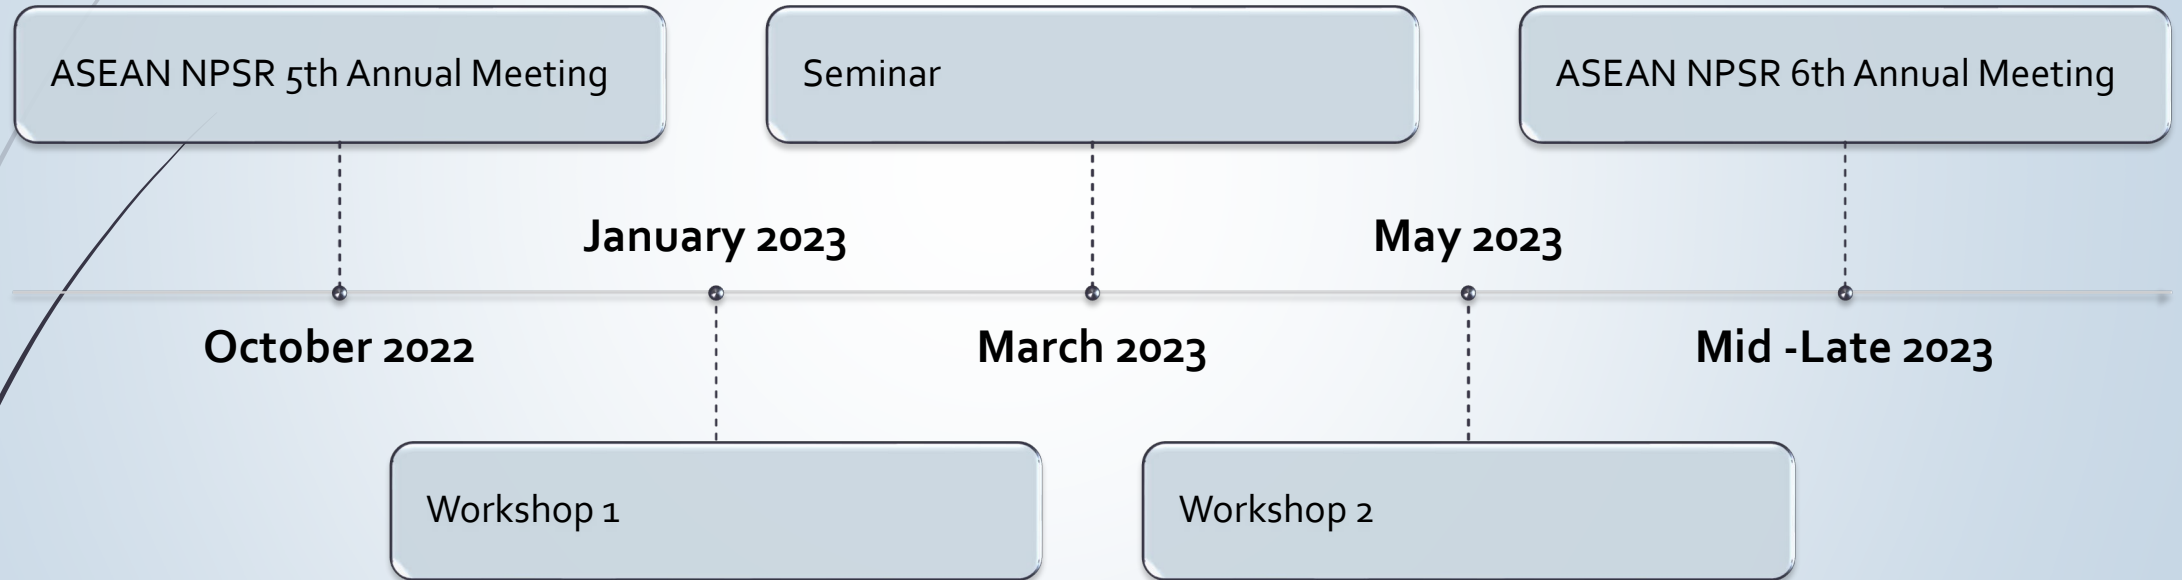 ASEAN NPSR 5th Annual Meeting
Seminar
ASEAN NPSR 6th Annual Meeting
January 2023
May 2023
October 2022
March 2023
Mid -Late 2023
Workshop 1
Workshop 2